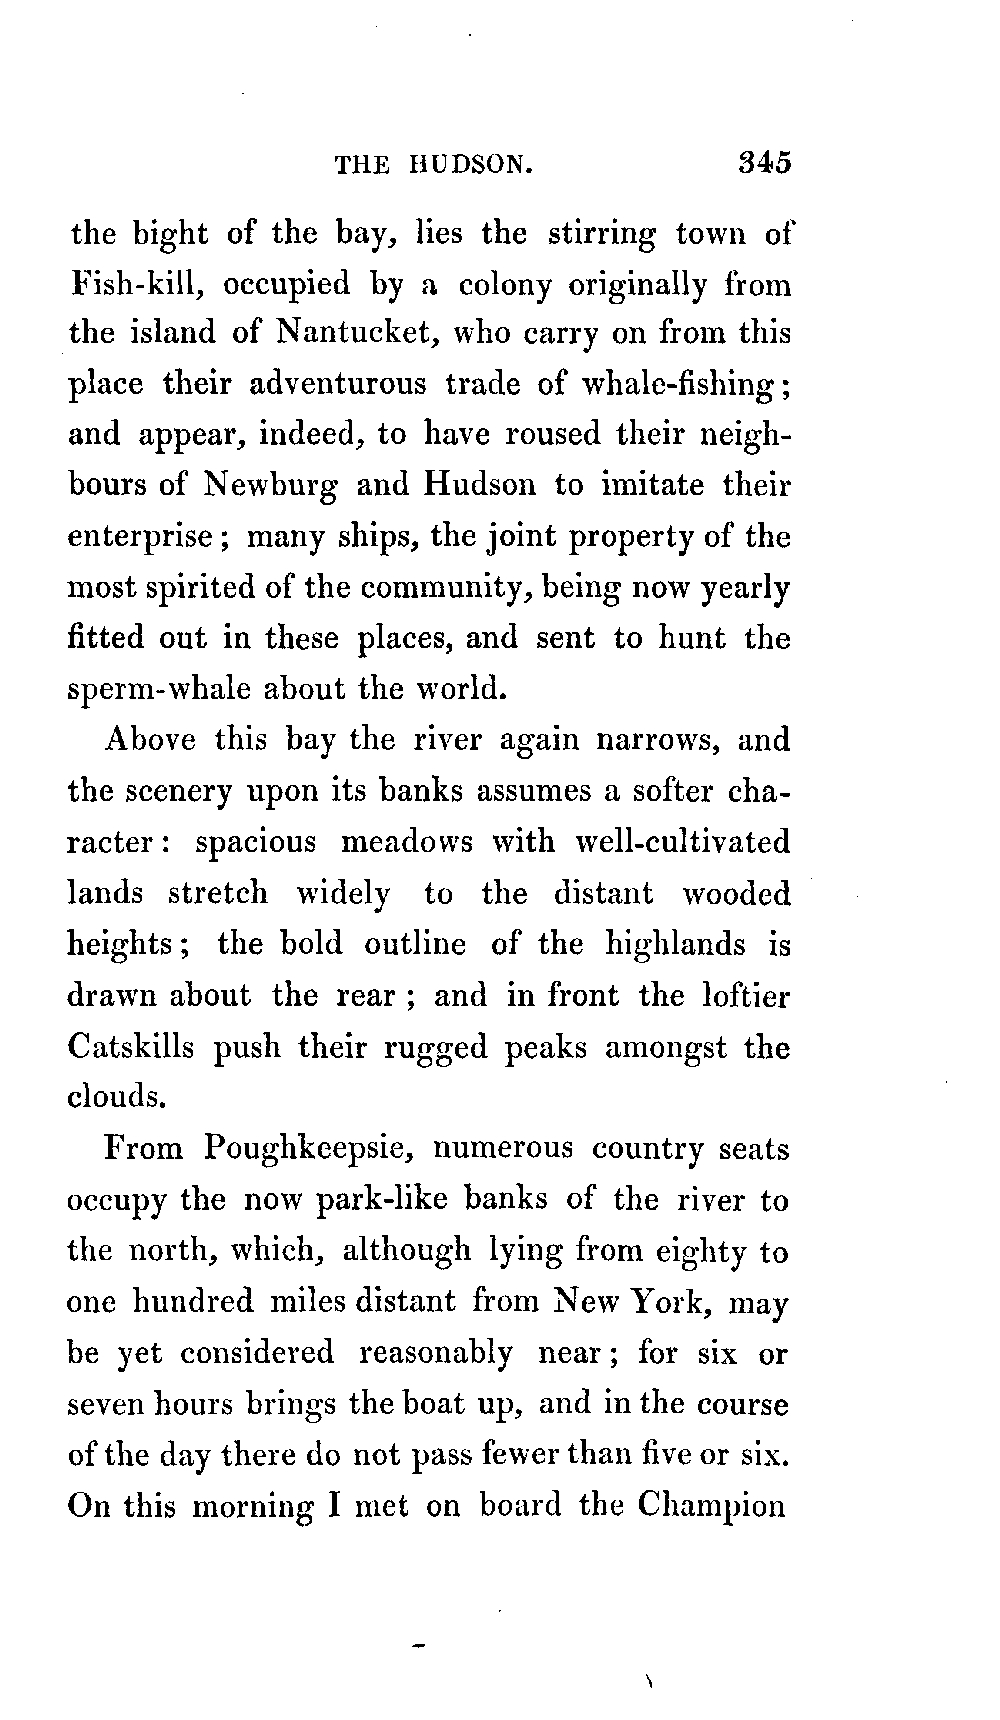 THE HUDSON. 345
the bight of the bay, lies the stirring town of
Fish-kill, occupied by a colony originally from
the island of Nantucket, who carry on from this
place their adventurous trade of whale-fishing;
and appear, indeed, to have roused their neigh-
bours of Newburg and Hudson to imitate their
enterprise; many ships, the joint property of the
most spirited of the community, being now yearly
fitted out in these places, and sent to hunt the
sperm-whale about the world.
Above this bay the river again narrows, and
the scenery upon its banks assumes a softer cha-
racter: spacious meadows with well-cultivated
lands stretch widely to the distant wooded
heights; the bold outline of the highlands is
drawn about the rear; and in front the loftier
Catskills push their rugged peaks amongst the
clouds.
From Poughkeepsie, numerous country seats
occupy the now park-like banks of the river to
the north, which, although lying from eighty to
one hundred miles distant from New York, may
be yet considered reasonably near; for six or
seven hours brings the boat up, and in the course
of the day there do not pass fewer than five or six.
On this morning I met on board the Champion